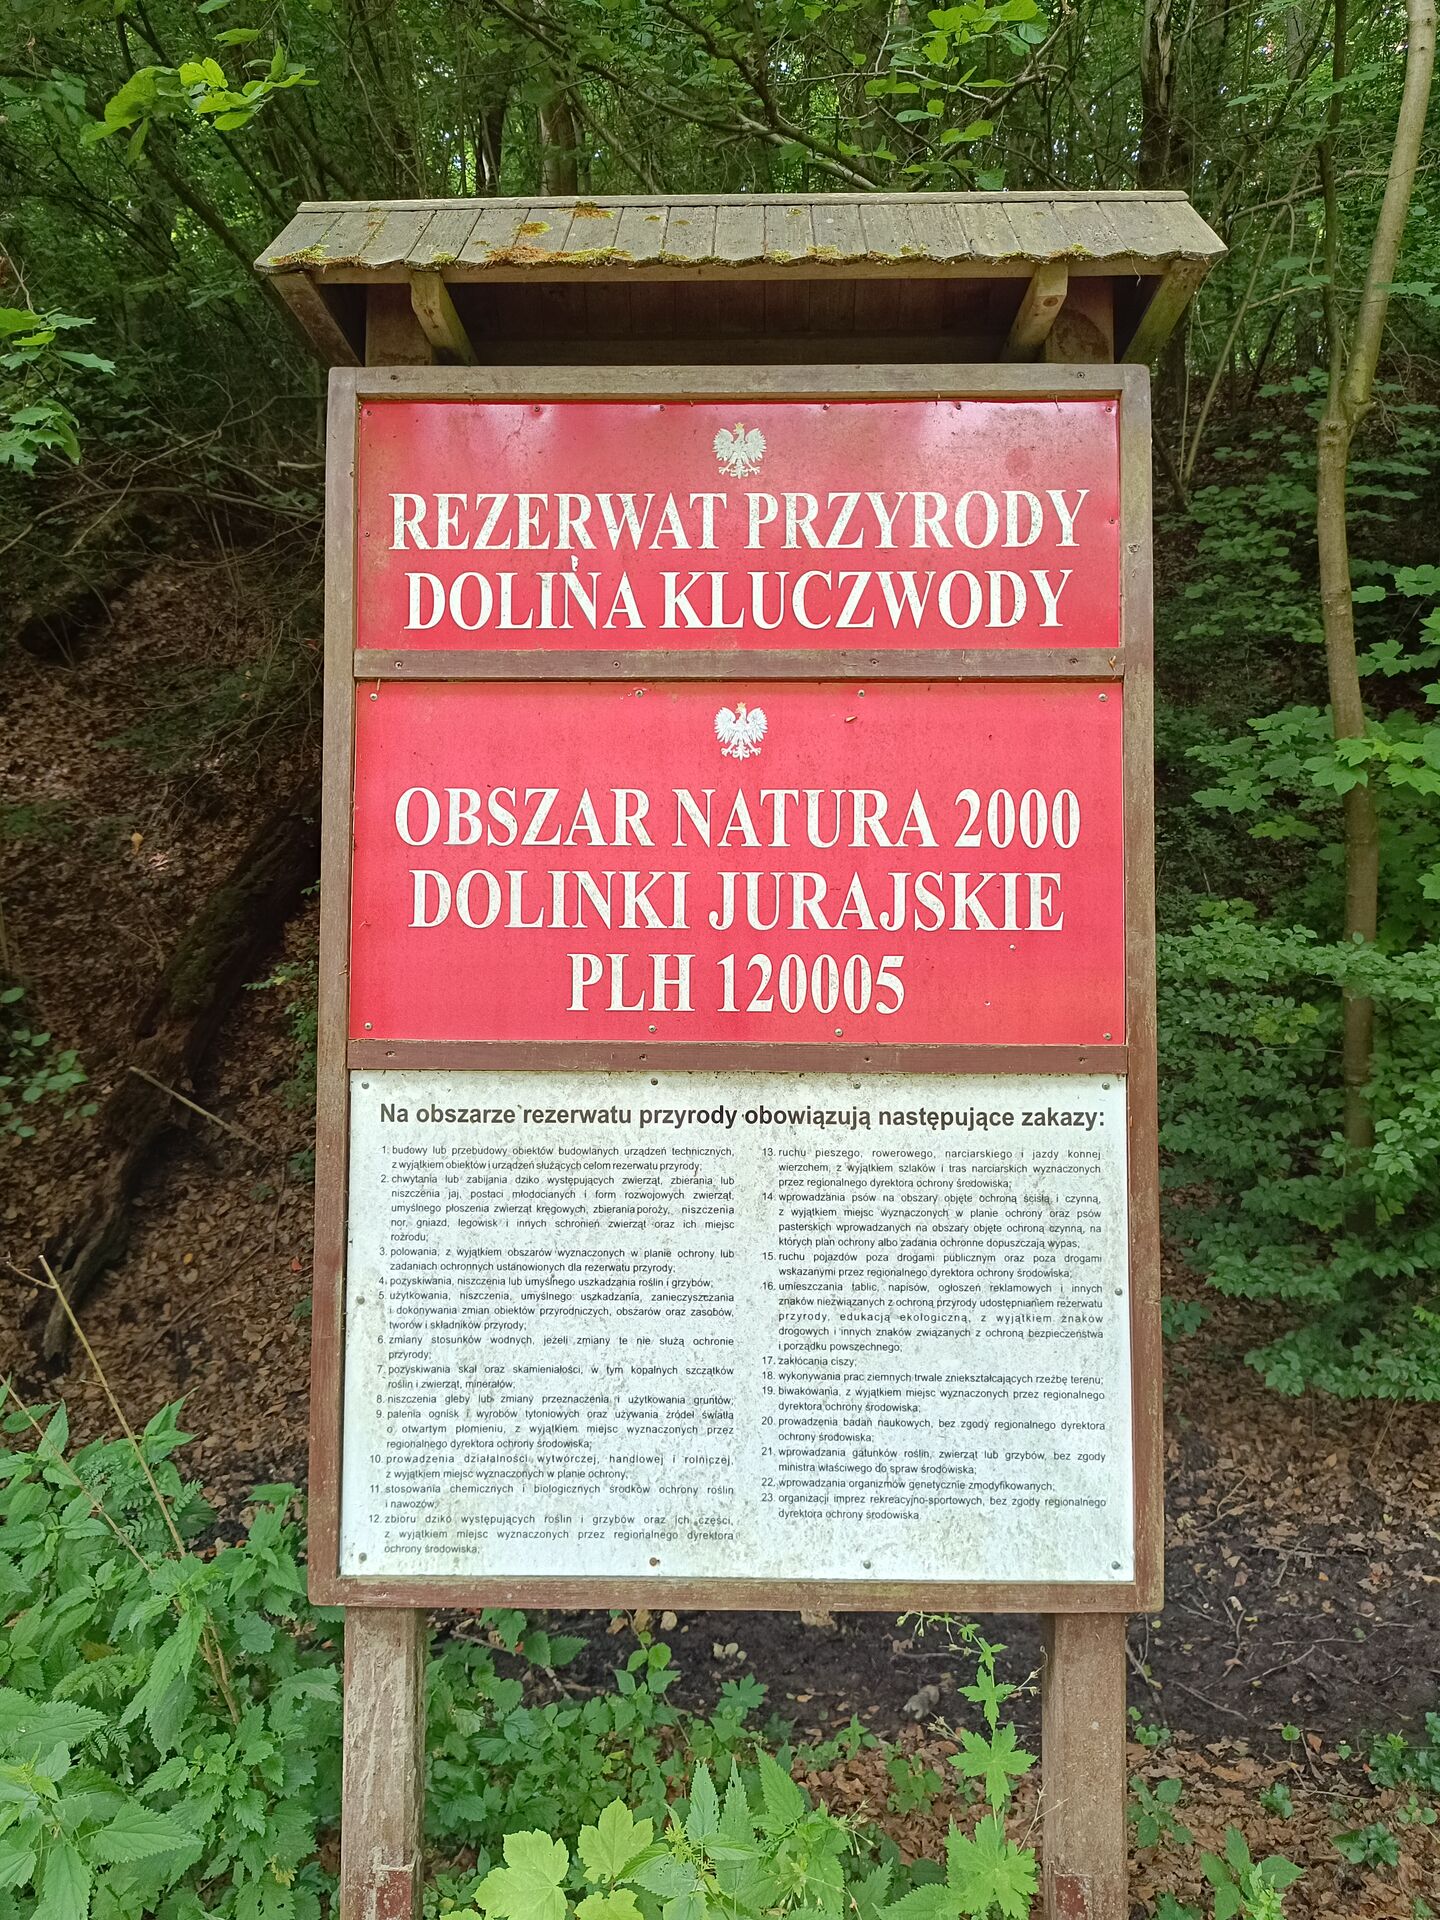 REZERWAT PRZYRODY
DOLINA KLUCZWODY
OBSZAR NATURA 2000
DOLINKI JURAJSKIE
PLH 120005
Na obszarze rezerwatu przyrody obowiązują następujące zakazy:
1. budowy lub przebudowy obiektów budowlanych urządzeń technicznych,
z wyjątkiem obiektów i urządzeń służących celom rezerwatu przyrody;
2. chwytania lub zabijania dziko występujących zwierząt, zbierania lub
niszczenia jaj, postaci młodocianych i form rozwojowych zwierząt,
umyślnego płoszenia zwierząt kręgowych, zbierania poroży, niszczenia
nor, gniazd, legowisk i innych schronień zwierząt oraz ich miejsc
rozrodu;
3. polowania, z wyjątkiem obszarów wyznaczonych w planie ochrony lub
zadaniach ochronnych ustanowionych dla rezerwatu przyrody;
4. pozyskiwania, niszczenia lub umyślnego uszkadzania roślin i grzybów;
5. użytkowania, niszczenia, umyślnego uszkadzania, zanieczyszczania
i dokonywania zmian obiektów przyrodniczych, obszarów oraz zasobów,
tworów i składników przyrody;
6. zmiany stosunków wodnych, jeżeli zmiany te nie służą ochronie
przyrody;
7. pozyskiwania skał oraz skamieniałości, w tym kopalnych szczątków
roślin i zwierząt, minerałów,
8. niszczenia gleby lub zmiany przeznaczenia i użytkowania gruntów;
9. palenia ognisk i wyrobów tytoniowych oraz używania źródeł światła
o otwartym płomieniu, z wyjątkiem miejsc wyznaczonych przez
regionalnego dyrektora ochrony środowiska;
10. prowadzenia działalności wytwórczej, handlowej i rolniczej,
z wyjątkiem miejsc wyznaczonych w planie ochrony,
11. stosowania chemicznych i biologicznych środków ochrony roślin
i nawozów;
12. zbioru dziko występujących roślin i grzybów oraz ich części,
z wyjątkiem miejsc wyznaczonych przez regionalnego dyrektora
ochrony środowiska;
13. ruchu pieszego, rowerowego, narciarskiego i jazdy konnej
wierzchem, z wyjątkiem szlaków i tras narciarskich wyznaczonych
przez regionalnego dyrektora ochrony środowiska;
14. wprowadzania psów na obszary objęte ochroną ścisłą i czynną,
z wyjątkiem miejsc wyznaczonych w planie ochrony oraz psów
pasterskich wprowadzanych na obszary objęte ochroną czynną, na
których plan ochrony albo zadania ochronne dopuszczają wypas,
15. ruchu pojazdów poza drogami publicznym oraz poza drogami
wskazanymi przez regionalnego dyrektora ochrony środowiska;
16. umieszczania tablic, napisów, ogłoszeń reklamowych i innych
znaków niezwiązanych z ochroną przyrody udostępnianiem rezerwatu
przyrody, edukacją ekologiczną, z wyjątkiem znaków
drogowych i innych znaków związanych z ochroną bezpieczeństwa
i porządku powszechnego;
17. zakłócania ciszy;
18. wykonywania prac ziemnych trwale zniekształcających rzeźbę terenu;
19. biwakowania, z wyjątkiem miejsc wyznaczonych przez regionalnego
dyrektora ochrony środowiska;
20. prowadzenia badań naukowych, bez zgody regionalnego dyrektora
ochrony środowiska;
21. wprowadzania gatunków roślin, zwierząt lub grzybów, bez zgody
ministra właściwego do spraw środowiska;
22. wprowadzania organizmów genetycznie zmodyfikowanych;
23. organizacji imprez rekreacyjno-sportowych, bez zgody regionalnego
dyrektora ochrony środowiska